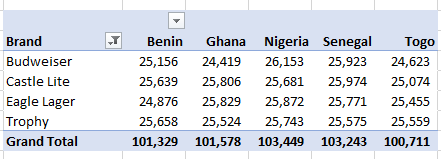 Brand Benin Ghana Nigeria Senegal Togo
Budweiser 25,156 24,419 26,153 25,923 24,623
Castle Lite 25,639 25,806 25,681 25,974 25,074
Eagle Lager 24,876 25,829 25,872 25,771 25,455
Trophy 25,658 25,524 25,743 25,575 25,559
Grand Total 101,329 101,578 103,449 103,243 100,711